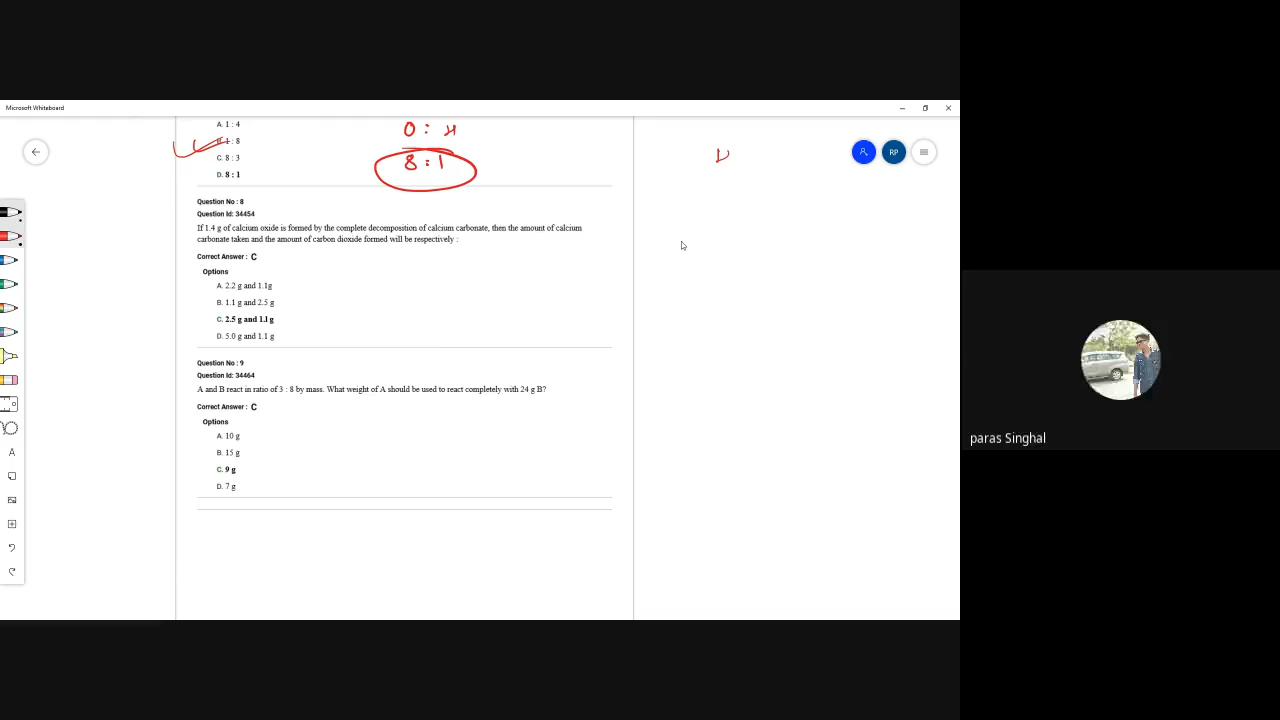 Microsoft Whiteboard
A. 1 : 4
B. 1 : 8
C. 8 : 3
D. 8 : 1
O : H
8 : 1
RP
Question No : 8
Question Id: 34454
If 1.4 g of calcium oxide is formed by the complete decomposition of calcium carbonate, then the amount of calcium
carbonate taken and the amount of carbon dioxide formed will be respectively :
Correct Answer : C
Options
A. 2.2 g and 1.1g
B. 1.1 g and 2.5 g
C. 2.5 g and 1.1 g
D. 5.0 g and 1.1 g
Question No : 9
Question Id: 34464
A and B react in ratio of 3 : 8 by mass. What weight of A should be used to react completely with 24 g B?
Correct Answer : C
Options
A. 10 g
B. 15 g
C. 9 g
D. 7 g
A
paras Singhal